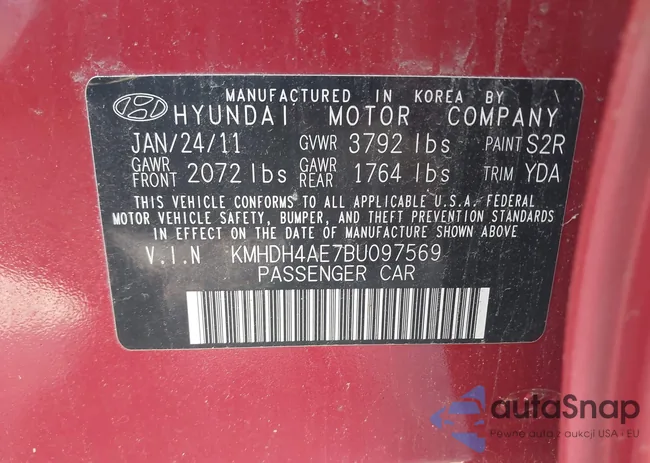 MANUFACTURED IN KOREA BY
HYUNDAI MOTOR COMPANY
JAN/24/11 GVWR 3792 lbs PAINT S2R
GAWR FRONT 2072 lbs GAWR REAR 1764 lbs TRIM YDA
THIS VEHICLE CONFORMS TO ALL APPLICABLE U.S.A. FEDERAL
MOTOR VEHICLE SAFETY, BUMPER, AND THEFT PREVENTION STANDARDS
IN EFFECT ON THE DATE OF MANUFACTURE SHOWN ABOVE
V.I.N KMHDH4AE7BU097569
PASSENGER CAR
autaSnap
Pewne auta z aukcji USA - EU